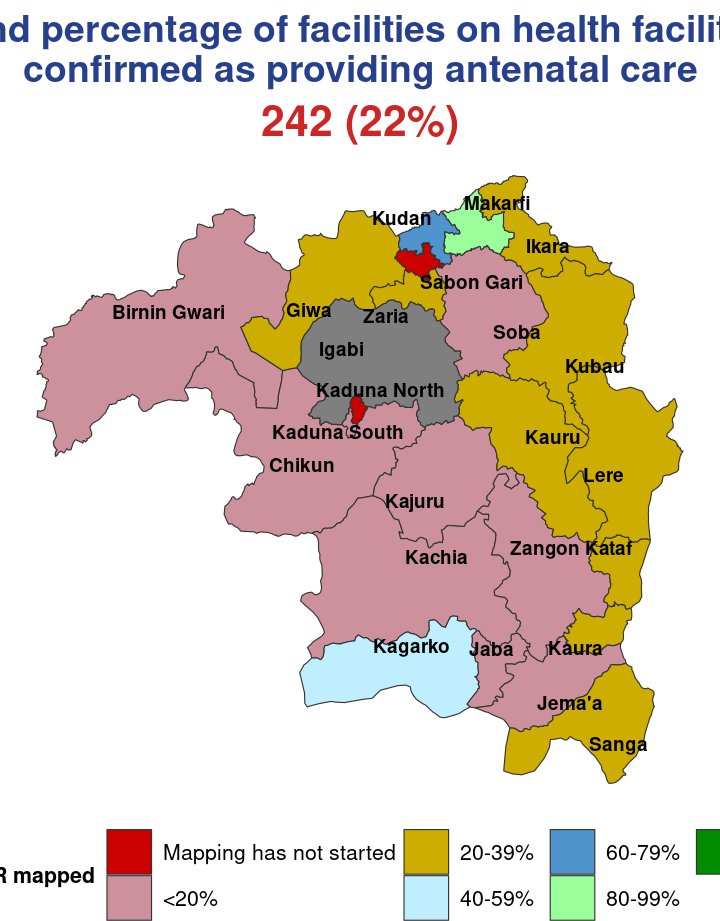 nd percentage of facilities on health facilit
confirmed as providing antenatal care
242 (22%)
Makarfi
Kudan
Ikara
Sabon Gari
Birnin Gwari
Giwa
Zaria
Soba
Igabi
Kubau
Kaduna North
Kaduna South
Kauru
Chikun
Lere
Kajuru
Zangon Kataf
Kachia
Kagarko
Jaba
Kaura
Jema'a
Sanga
R mapped
Mapping has not started
20-39%
60-79%
<20%
40-59%
80-99%